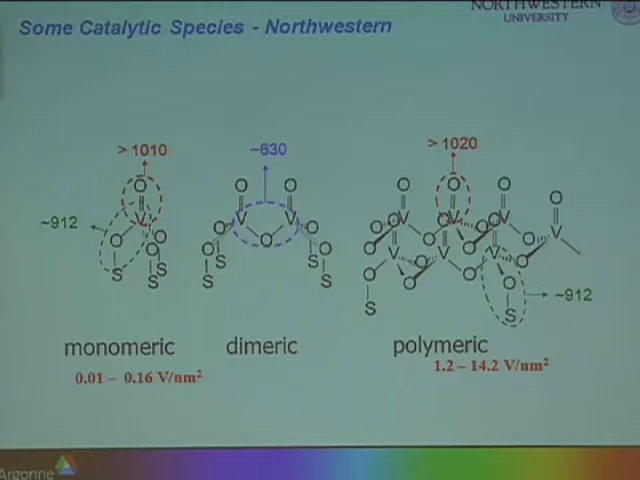 NORTHWESTERN
UNIVERSITY
Some Catalytic Species - Northwestern
> 1010
~630
> 1020
~912
O O O O O O O
V V V V V V V
O O O O O O O O O O
S S S S S S
~912
monomeric dimeric polymeric
0.01 – 0.16 V/nm²
1.2 – 14.2 V/nm²
Argonne